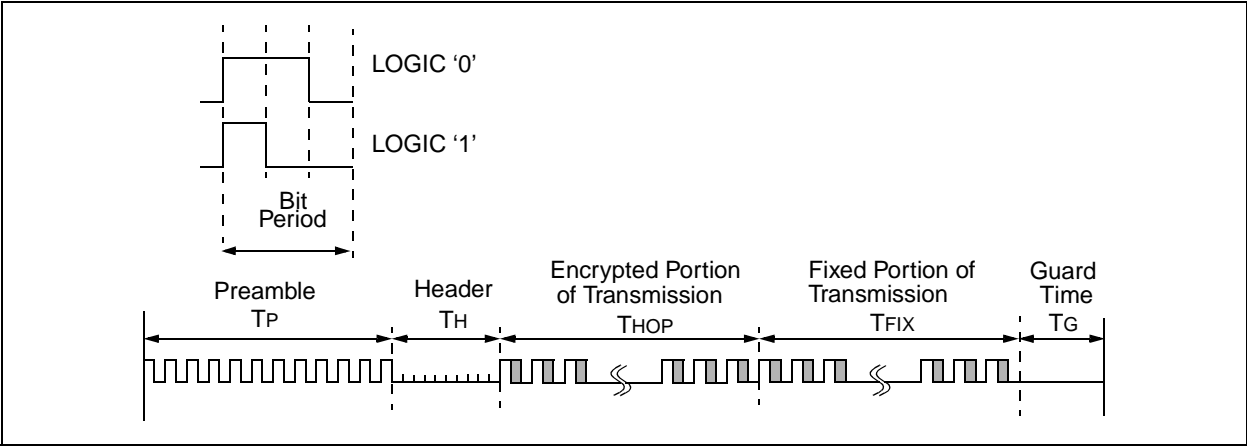 LOGIC ‘0’
LOGIC ‘1’
Bit
Period
Preamble
TP
Header
TH
Encrypted Portion
of Transmission
THOP
Fixed Portion of
Transmission
TFIX
Guard
Time
TG